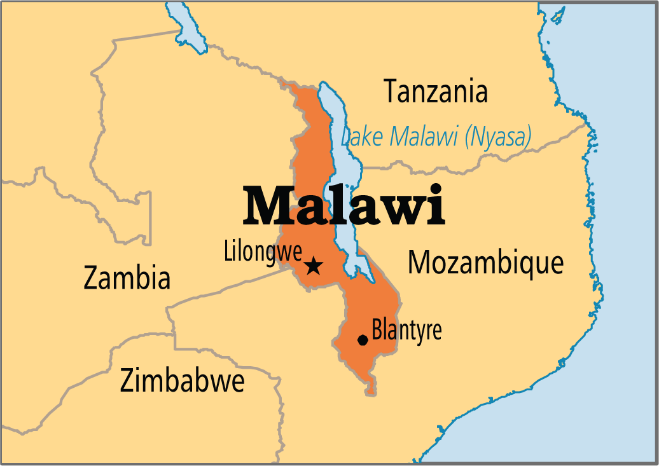 Tanzania
Lake Malawi (Nyasa)
Malawi
Lilongwe
Mozambique
Zambia
Blantyre
Zimbabwe